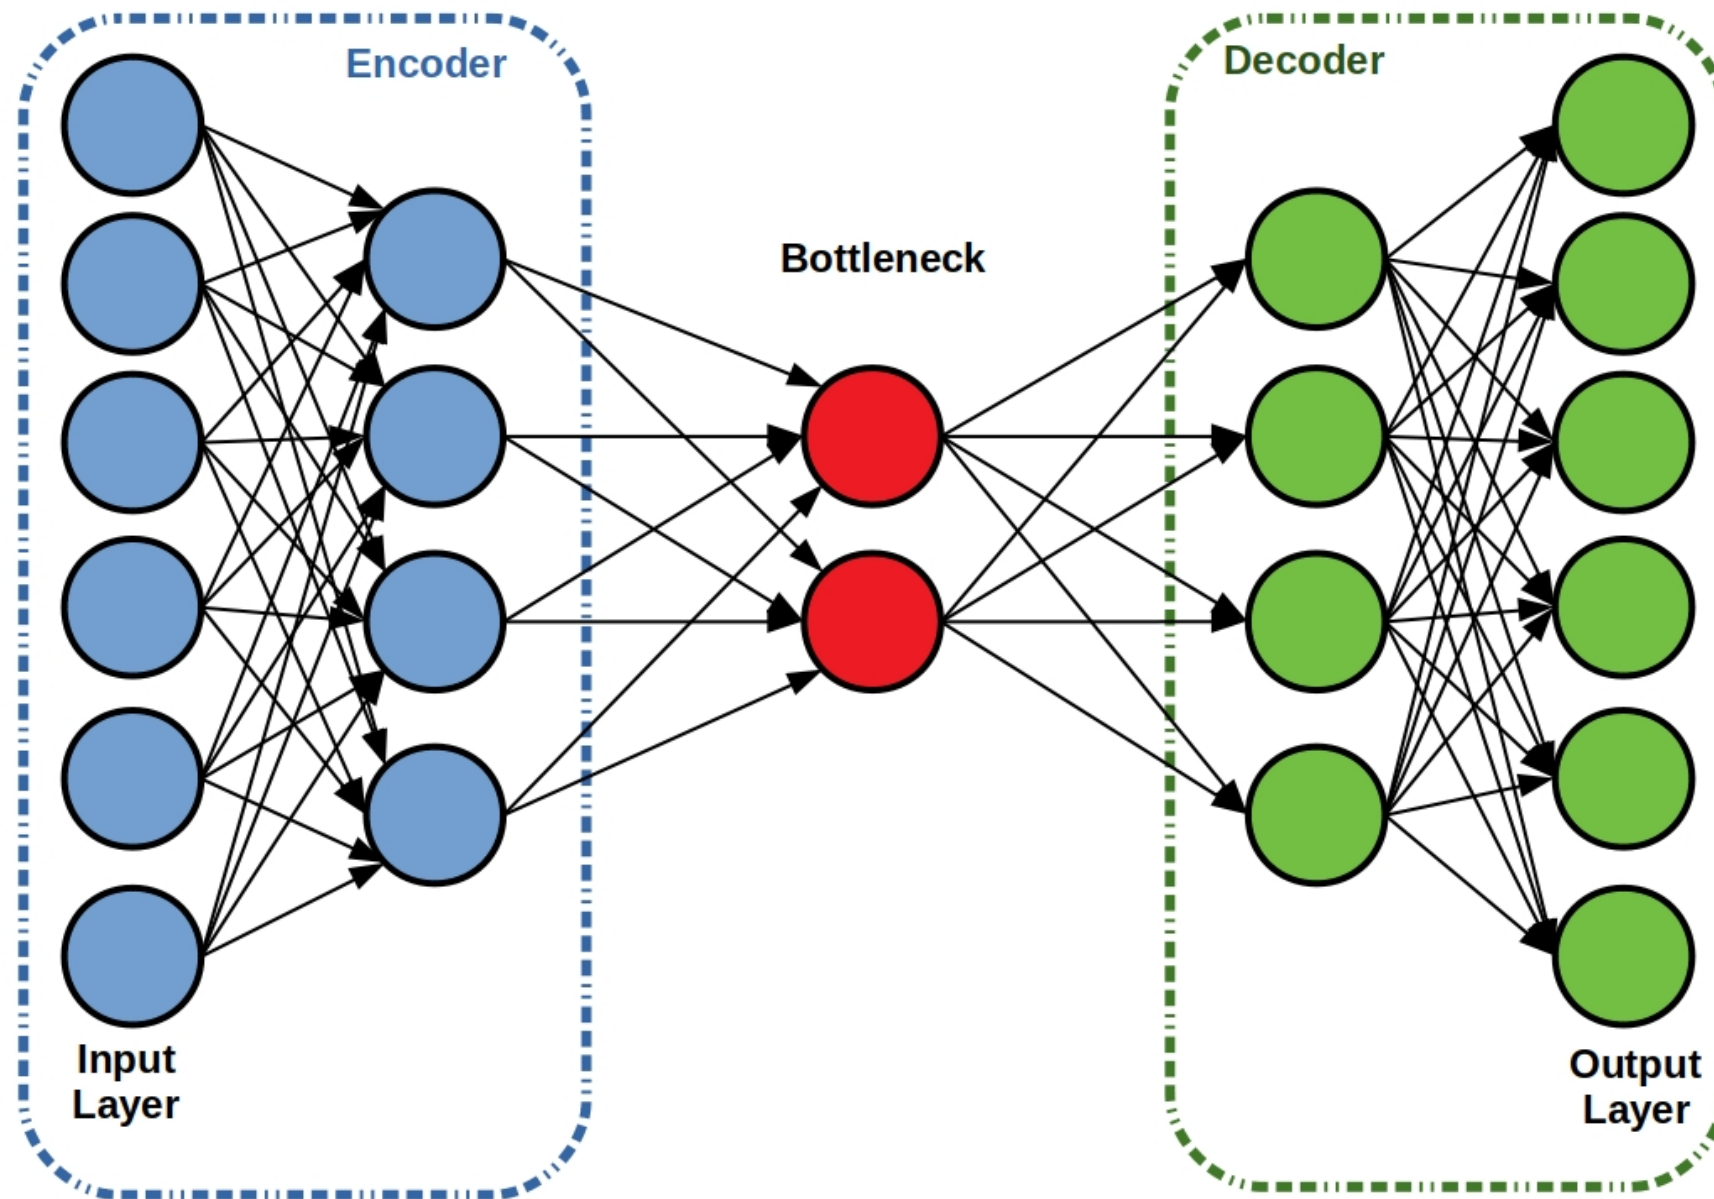 Encoder
Decoder
Bottleneck
Input
Layer
Output
Layer